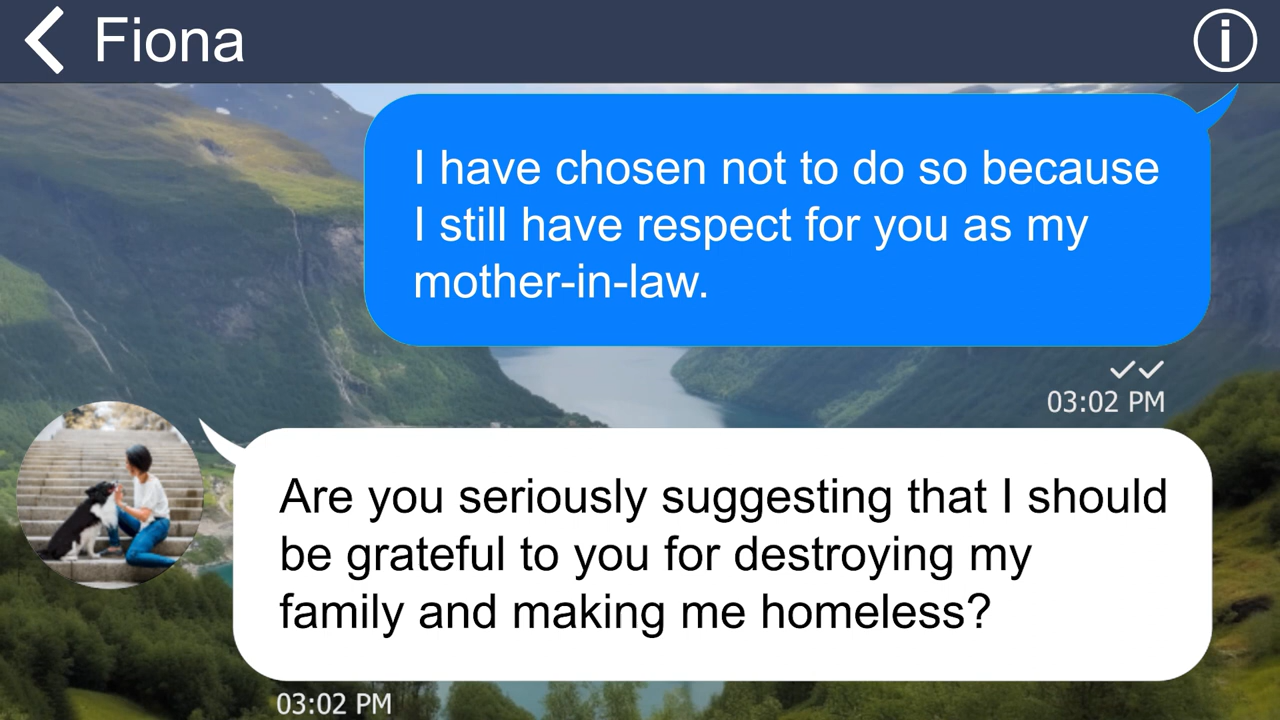 Fiona
I have chosen not to do so because
I still have respect for you as my
mother-in-law.
03:02 PM
Are you seriously suggesting that I should
be grateful to you for destroying my
family and making me homeless?
03:02 PM